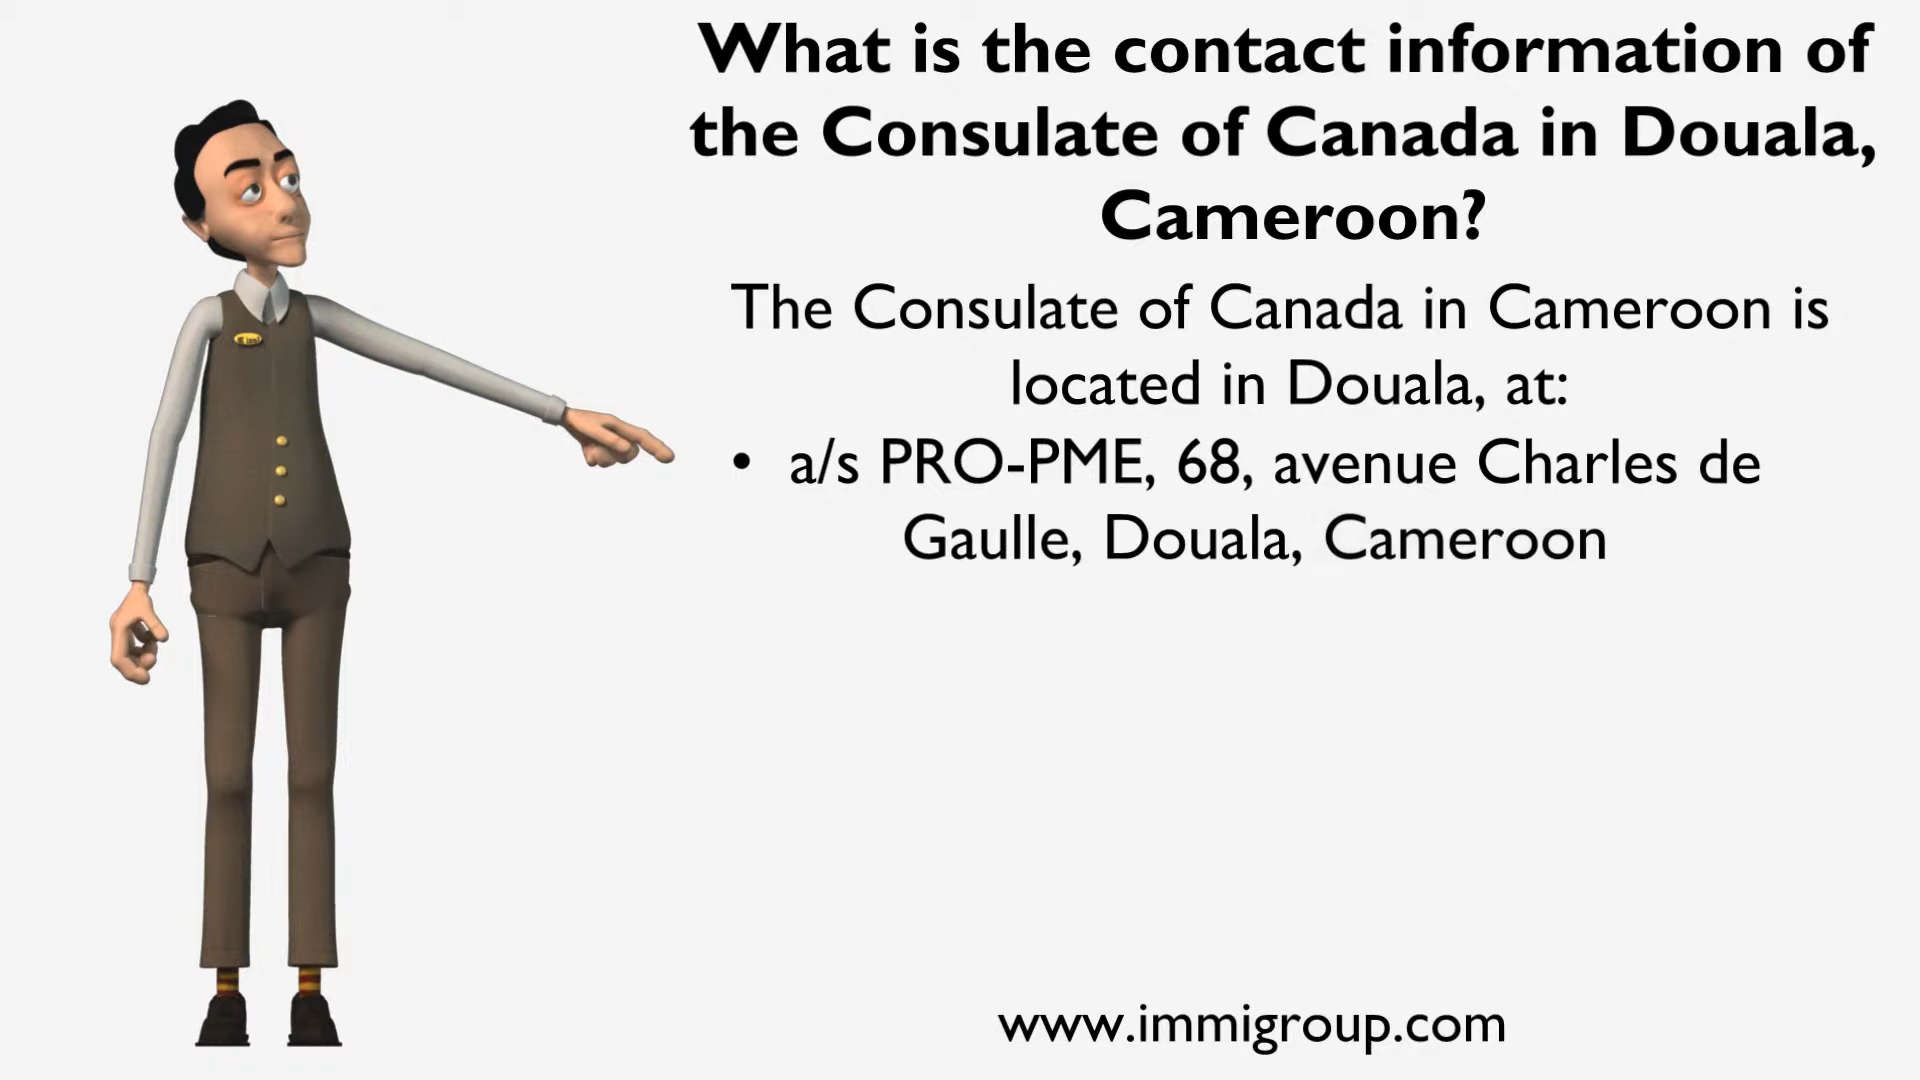 What is the contact information of
the Consulate of Canada in Douala,
Cameroon?
The Consulate of Canada in Cameroon is
located in Douala, at:
• a/s PRO-PME, 68, avenue Charles de
Gaulle, Douala, Cameroon
www.immigroup.com